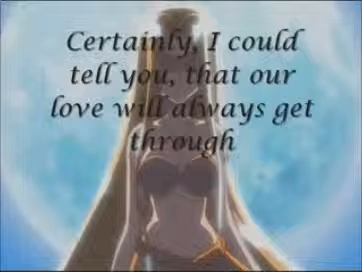 Certainly, I could
tell you, that our
love will always get
through